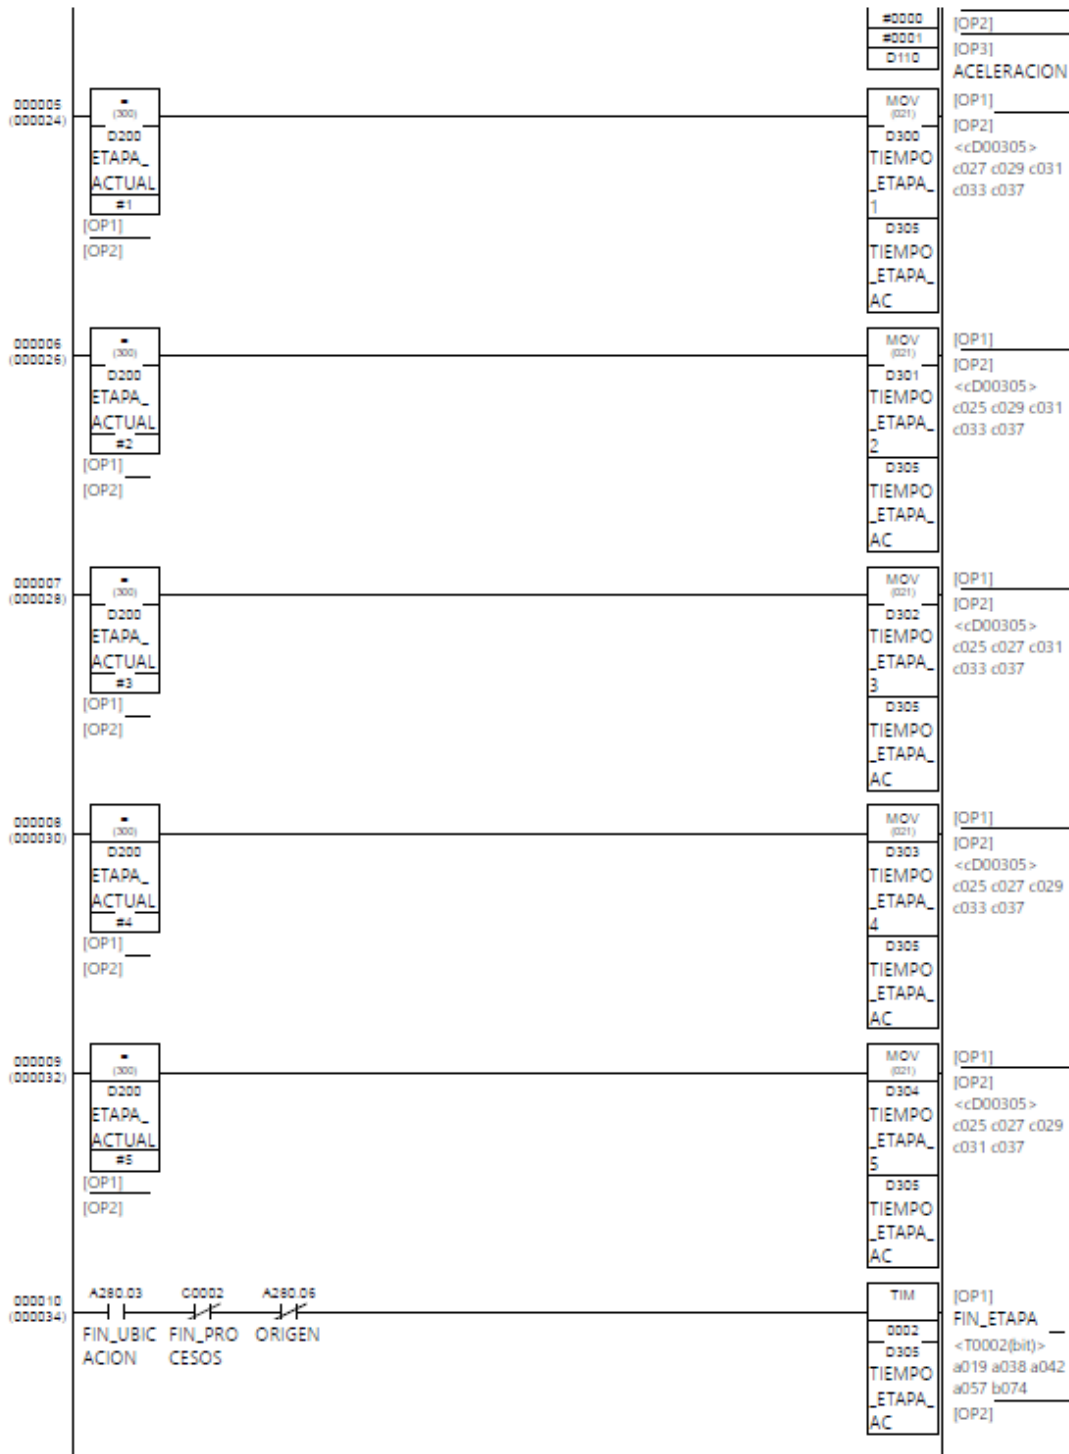 #0000
[OP2]
#0001
[OP3]
D110
ACELERACION
000005
(000024)
=
(300)
D200
ETAPA_
ACTUAL
#1
[OP1]
[OP2]
MOV
(021)
D300
TIEMPO
_ETAPA_
1
D305
TIEMPO
_ETAPA_
AC
[OP1]
[OP2]
<cD00305>
c027 c029 c031
c033 c037
000006
(000026)
=
(300)
D200
ETAPA_
ACTUAL
#2
[OP1]
[OP2]
MOV
(021)
D301
TIEMPO
_ETAPA_
2
D305
TIEMPO
_ETAPA_
AC
[OP1]
[OP2]
<cD00305>
c025 c029 c031
c033 c037
000007
(000028)
=
(300)
D200
ETAPA_
ACTUAL
#3
[OP1]
[OP2]
MOV
(021)
D302
TIEMPO
_ETAPA_
3
D305
TIEMPO
_ETAPA_
AC
[OP1]
[OP2]
<cD00305>
c025 c027 c031
c033 c037
000008
(000030)
=
(300)
D200
ETAPA_
ACTUAL
#4
[OP1]
[OP2]
MOV
(021)
D303
TIEMPO
_ETAPA_
4
D305
TIEMPO
_ETAPA_
AC
[OP1]
[OP2]
<cD00305>
c025 c027 c029
c033 c037
000009
(000032)
=
(300)
D200
ETAPA_
ACTUAL
#5
[OP1]
[OP2]
MOV
(021)
D304
TIEMPO
_ETAPA_
5
D305
TIEMPO
_ETAPA_
AC
[OP1]
[OP2]
<cD00305>
c025 c027 c029
c031 c037
000010
(000034)
A280.03
FIN_UBIC
ACION
C0002
FIN_PRO
CESOS
A280.06
ORIGEN
TIM
0002
D305
TIEMPO
_ETAPA_
AC
[OP1]
FIN_ETAPA
<T0002(bit)>
a019 a038 a042
a057 b074
[OP2]